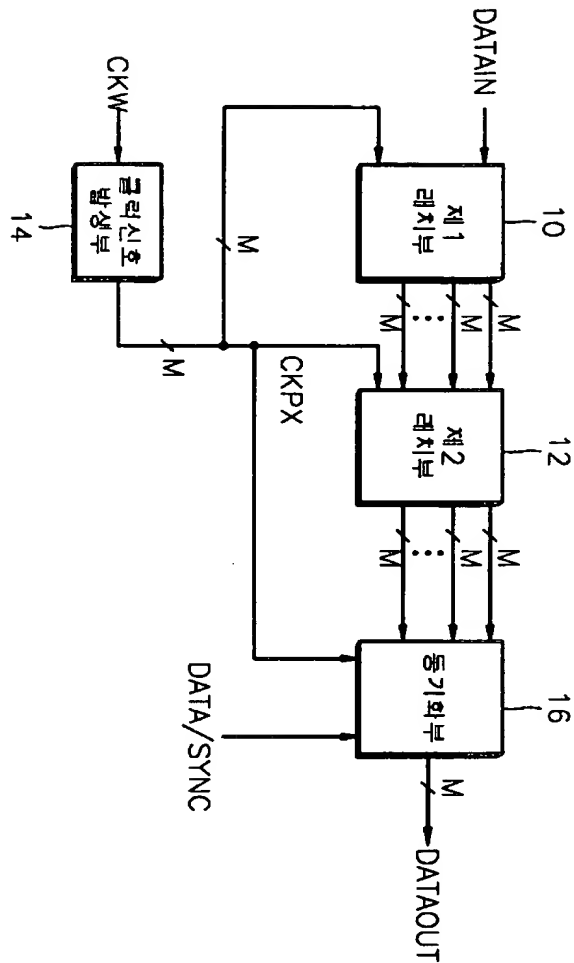 10
12
16
DATAIN
제1
래치부
M
M
M
제2
래치부
M
M
M
동기화부
M
DATAOUT
M
CKPX
DATA/SYNC
CKW
클럭신호
발생부
M
14